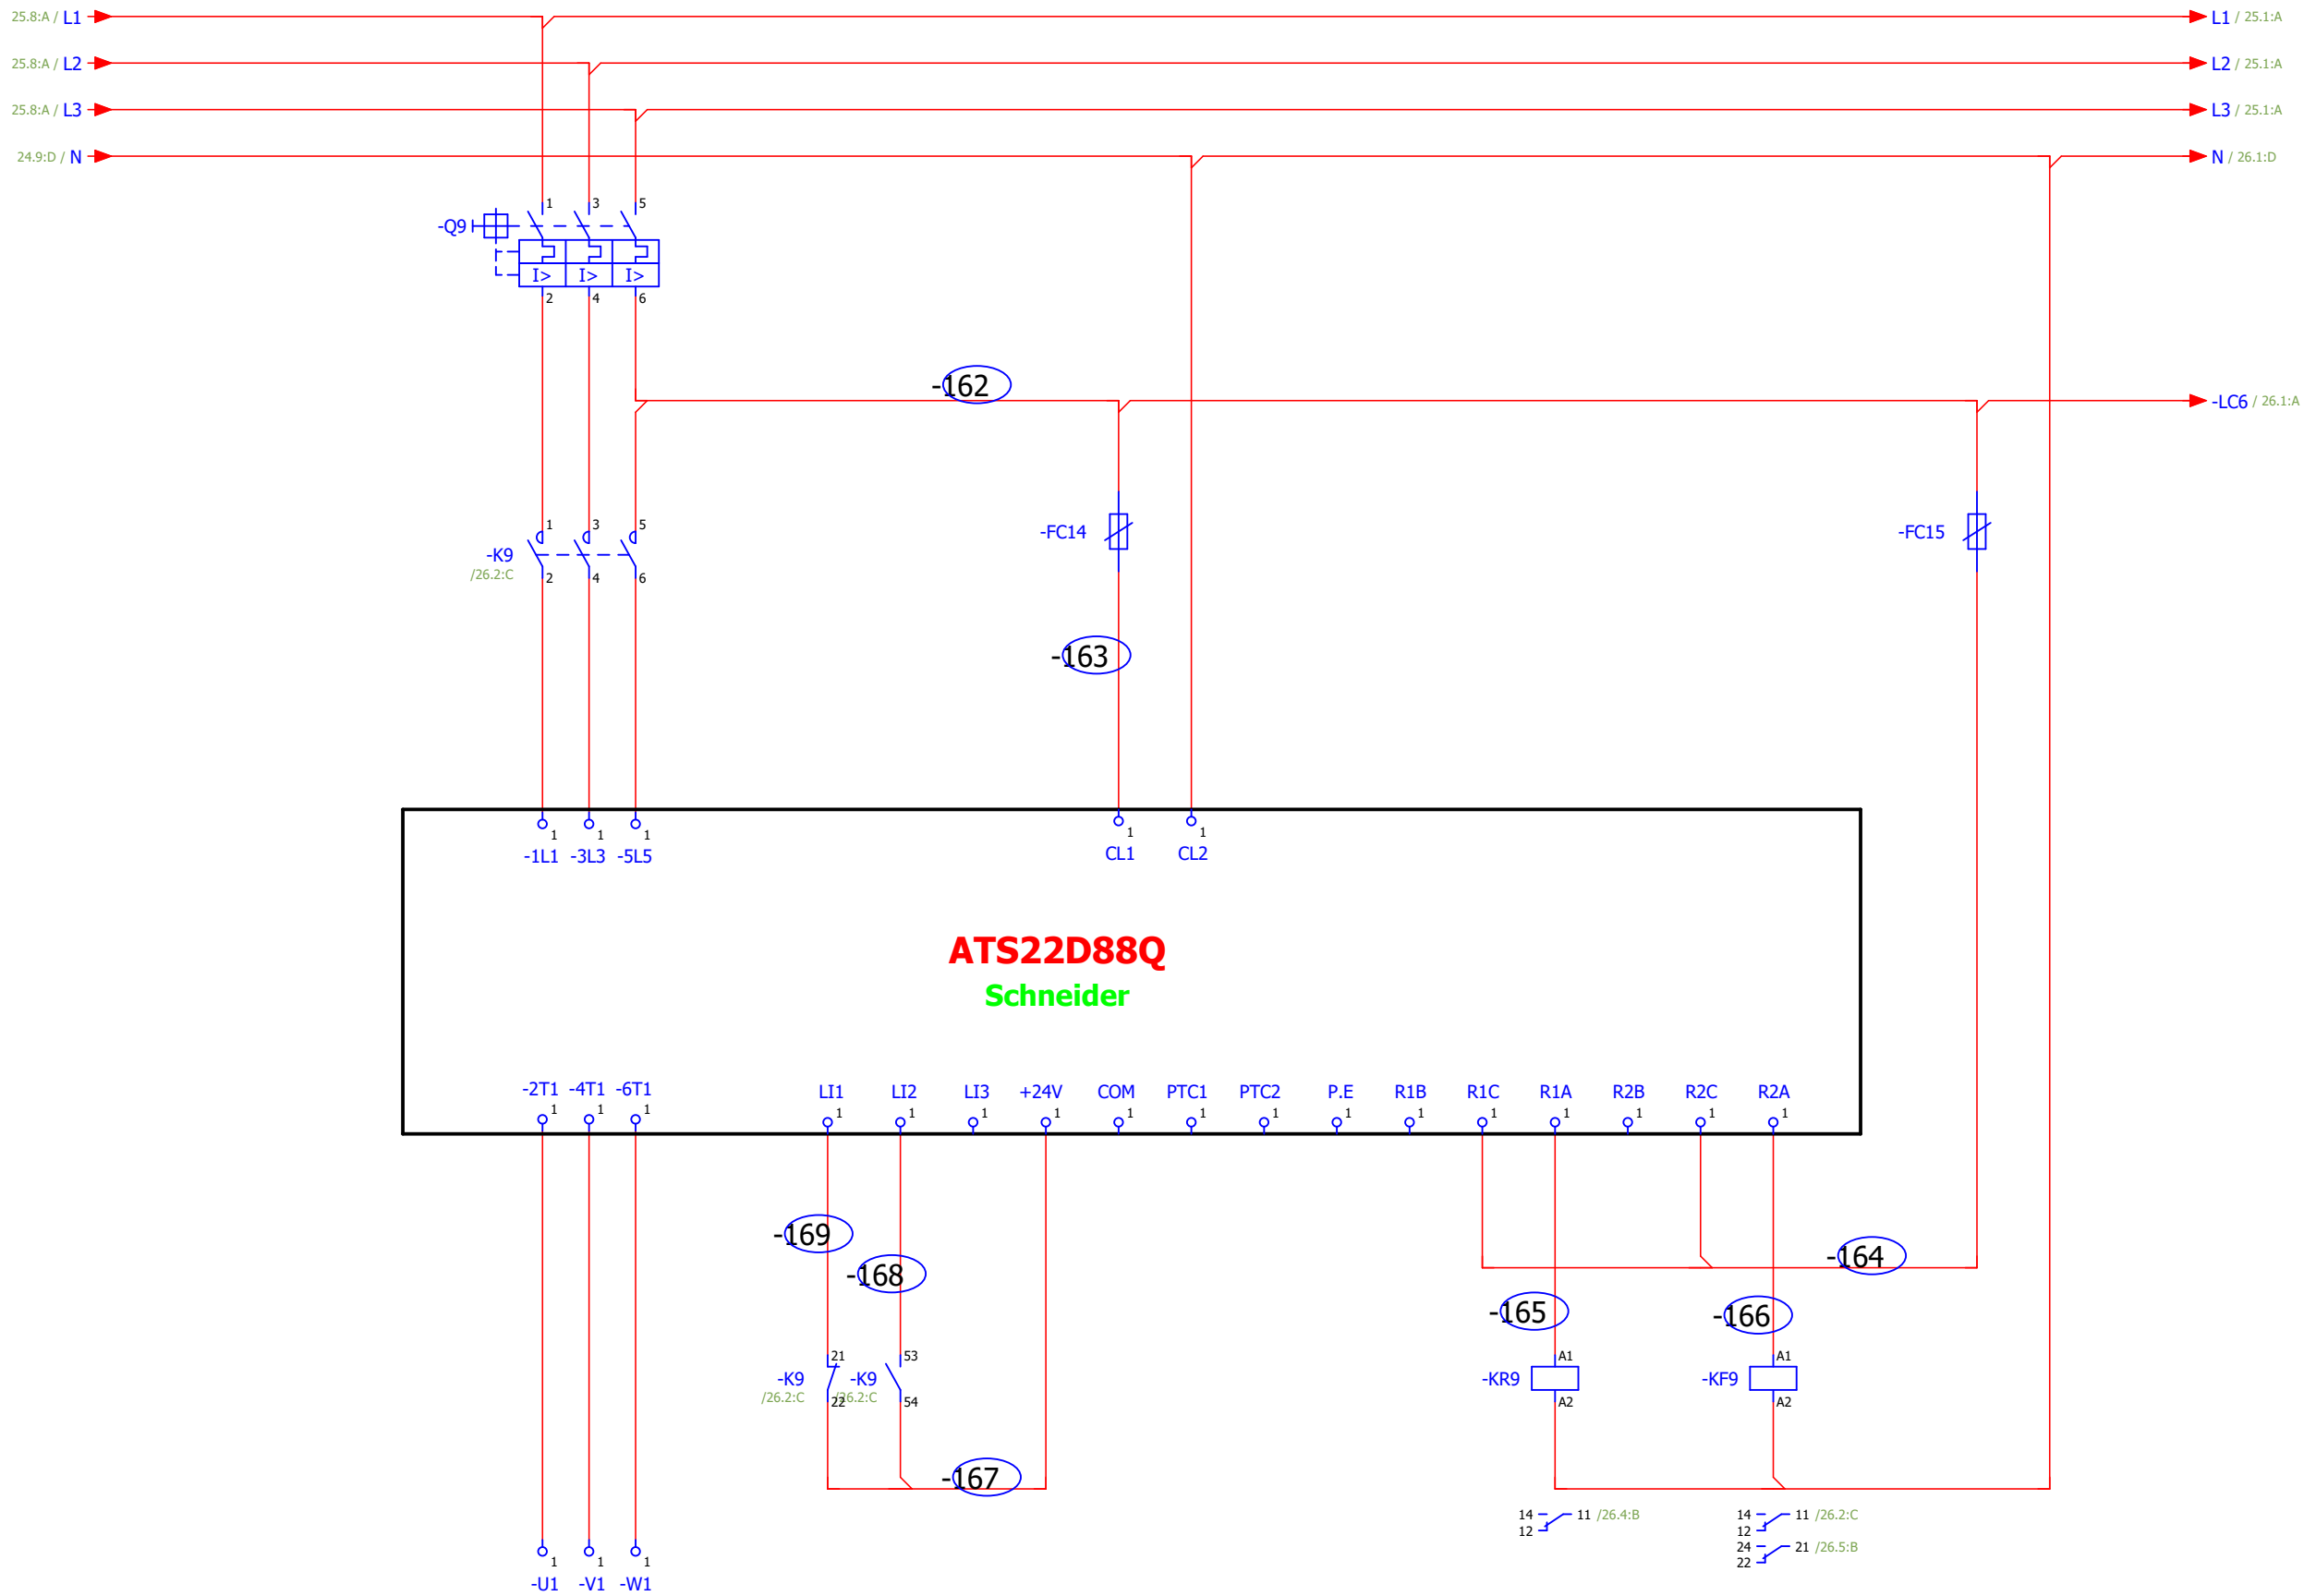 25.8:A / L1
L1 / 25.1:A
25.8:A / L2
L2 / 25.1:A
25.8:A / L3
L3 / 25.1:A
24.9:D / N
N / 26.1:D
1 3 5
-Q9
I> I> I>
2 4 6
-162
-LC6 / 26.1:A
1 3 5
-K9
/26.2:C
2 4 6
-FC14
-FC15
-163
1 1 1 1 1
-1L1 -3L3 -5L5 CL1 CL2
ATS22D88Q
Schneider
-2T1 -4T1 -6T1 LI1 LI2 LI3 +24V COM PTC1 PTC2 P.E R1B R1C R1A R2B R2C R2A
1 1 1 1 1 1 1 1 1 1 1 1 1 1 1 1 1
-169
-168
-164
-165
-166
21 53 A1 A1
-K9 -K9 -KR9 -KF9
/26.2:C /26.2:C
22 54 A2 A2
-167
14 11 /26.4:B
12
14 11 /26.2:C
12
24 21 /26.5:B
22
1 1 1
-U1 -V1 -W1